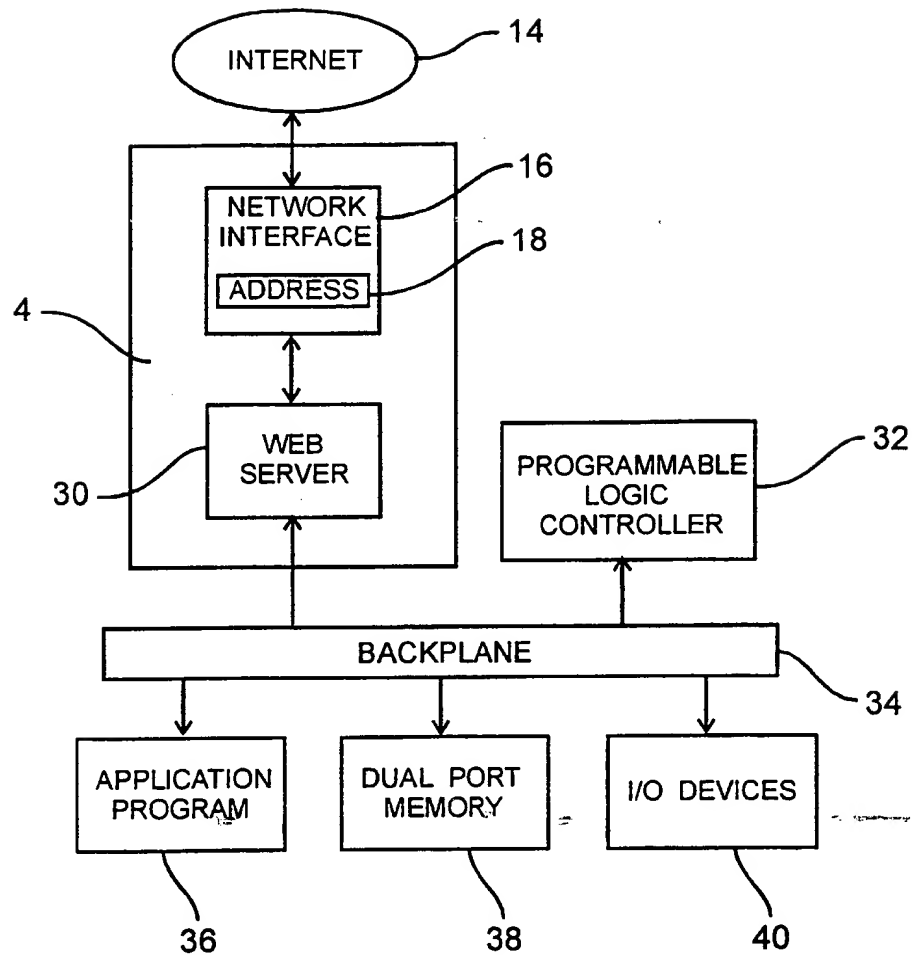 INTERNET
14
NETWORK
INTERFACE
16
ADDRESS
18
4
WEB
SERVER
30
PROGRAMMABLE
LOGIC
CONTROLLER
32
BACKPLANE
34
APPLICATION
PROGRAM
DUAL PORT
MEMORY
I/O DEVICES
36
38
40